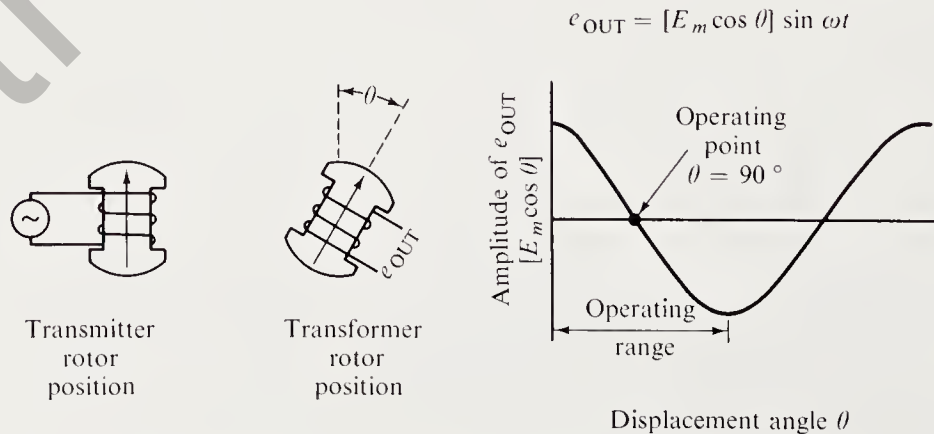 e_OUT = [E_m cos θ] sin ωt
θ
e_OUT
~
Transmitter
rotor
position
Transformer
rotor
position
Amplitude of e_OUT
[E_m cos θ]
Operating
point
θ = 90 °
Operating
range
Displacement angle θ